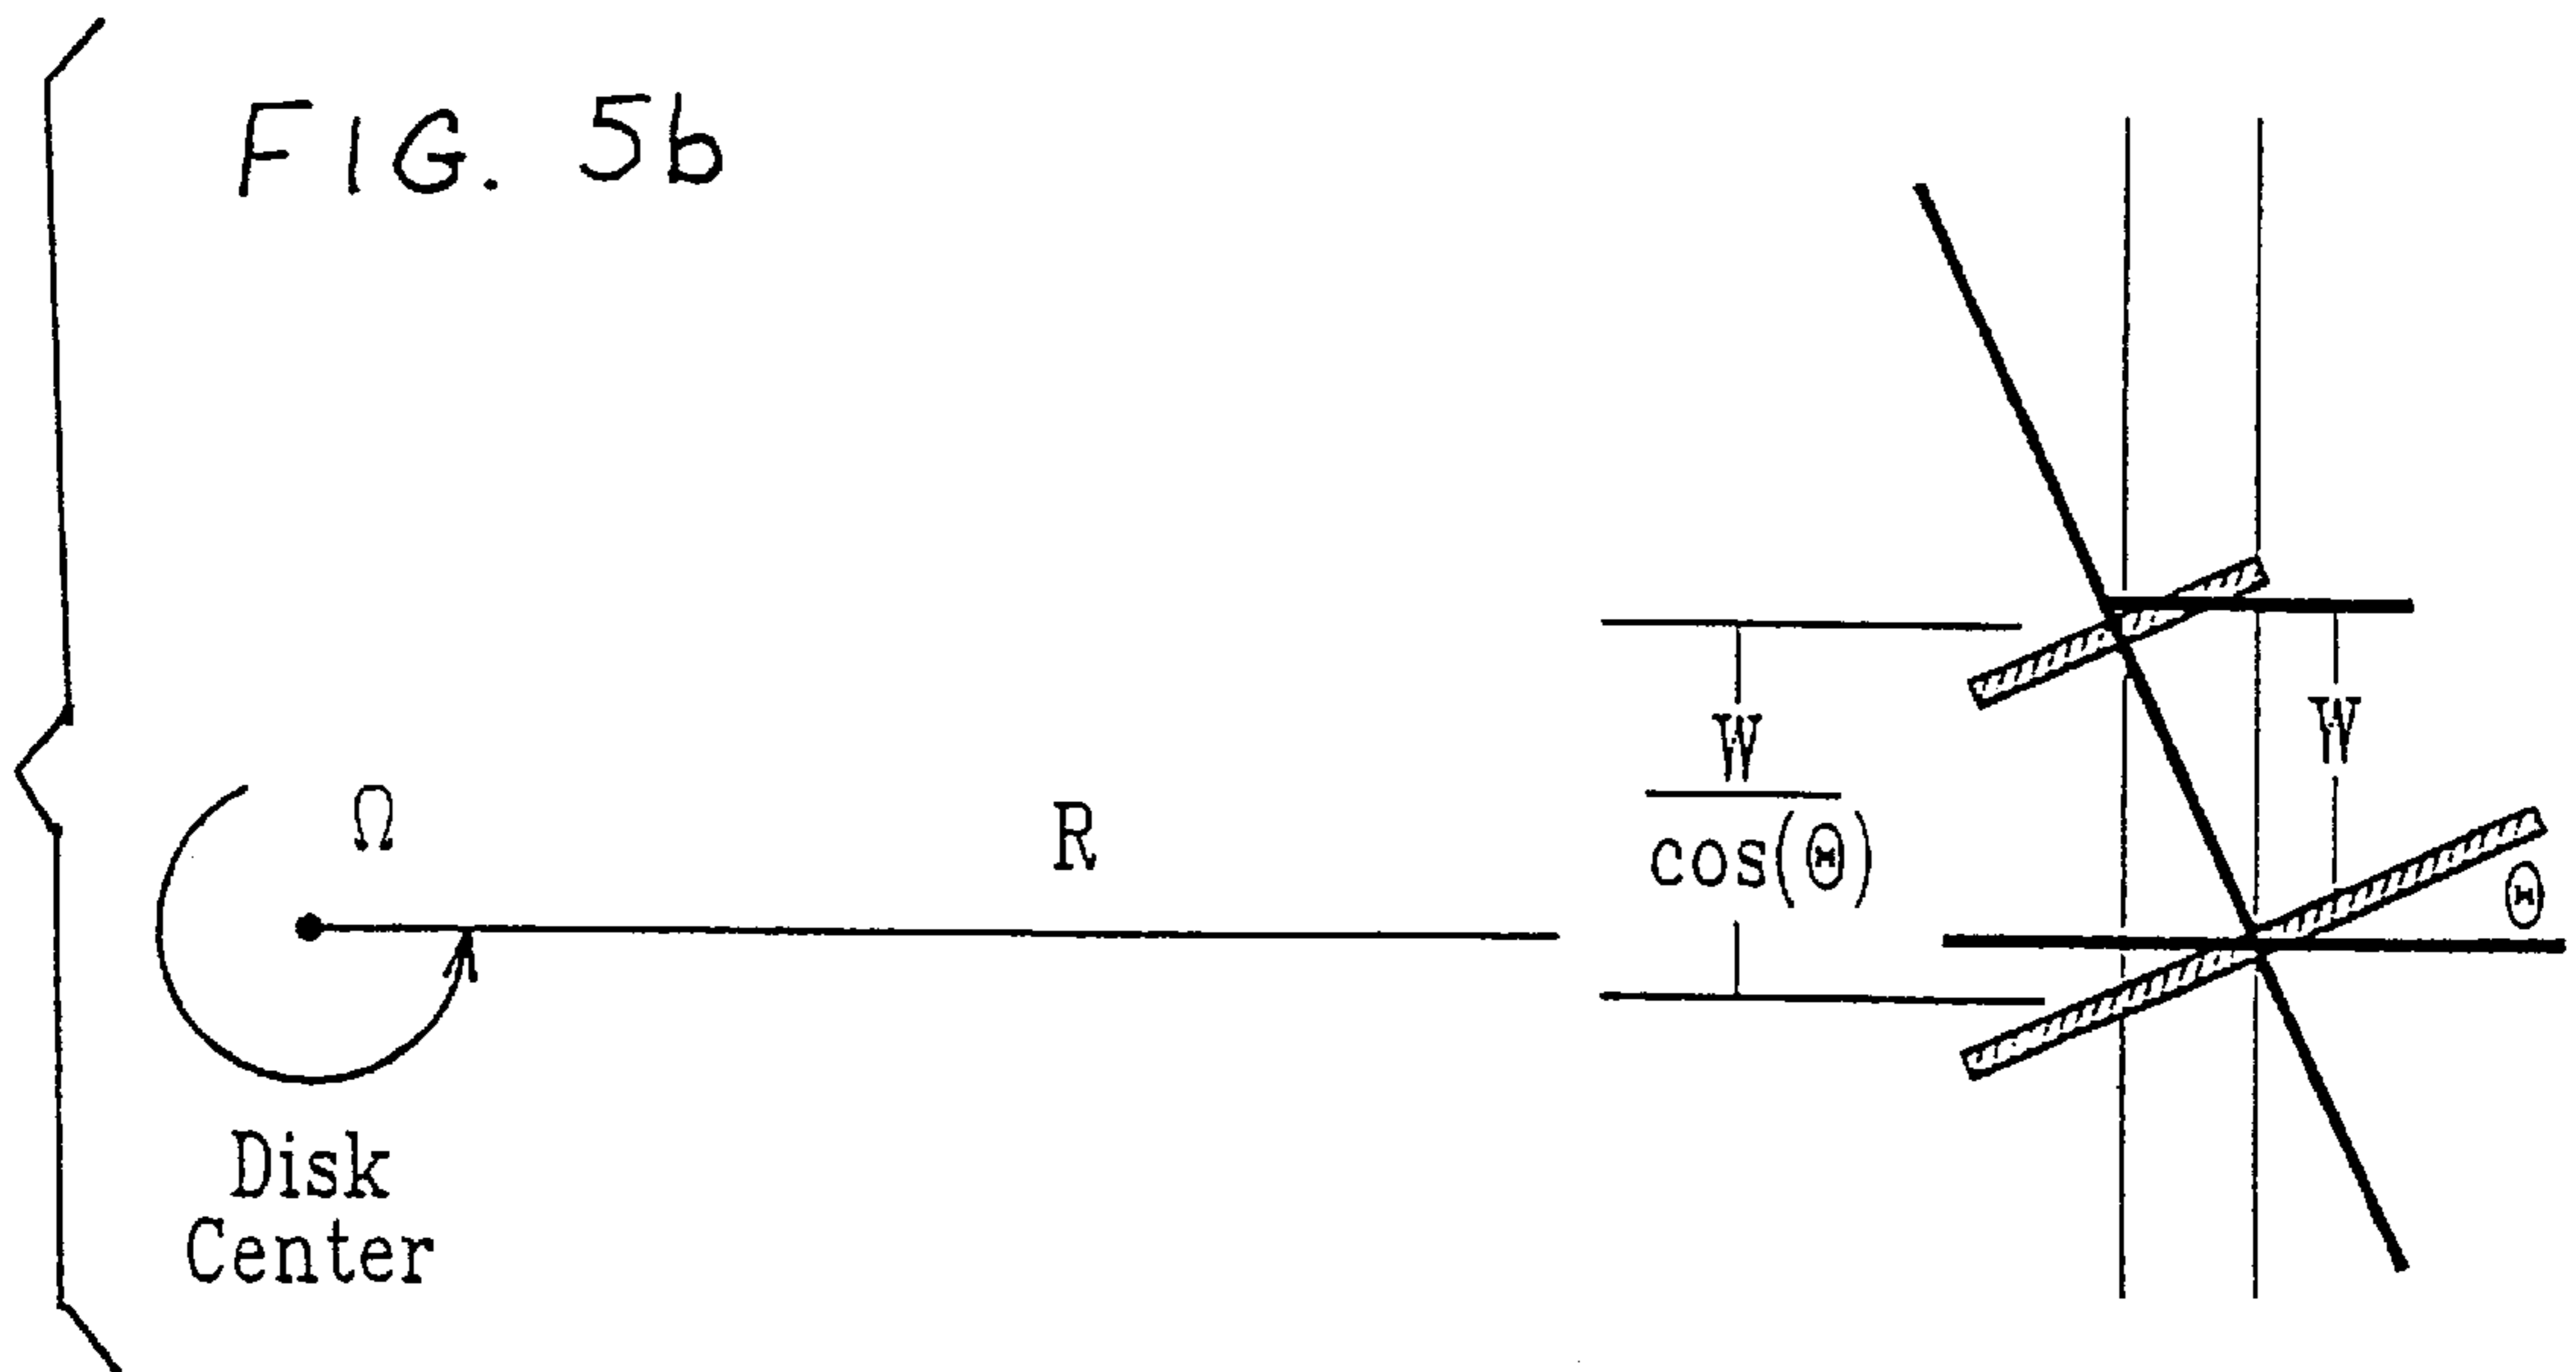 FIG. 5b
Ω
R
W
cos(Θ)
W
Θ
Disk
Center